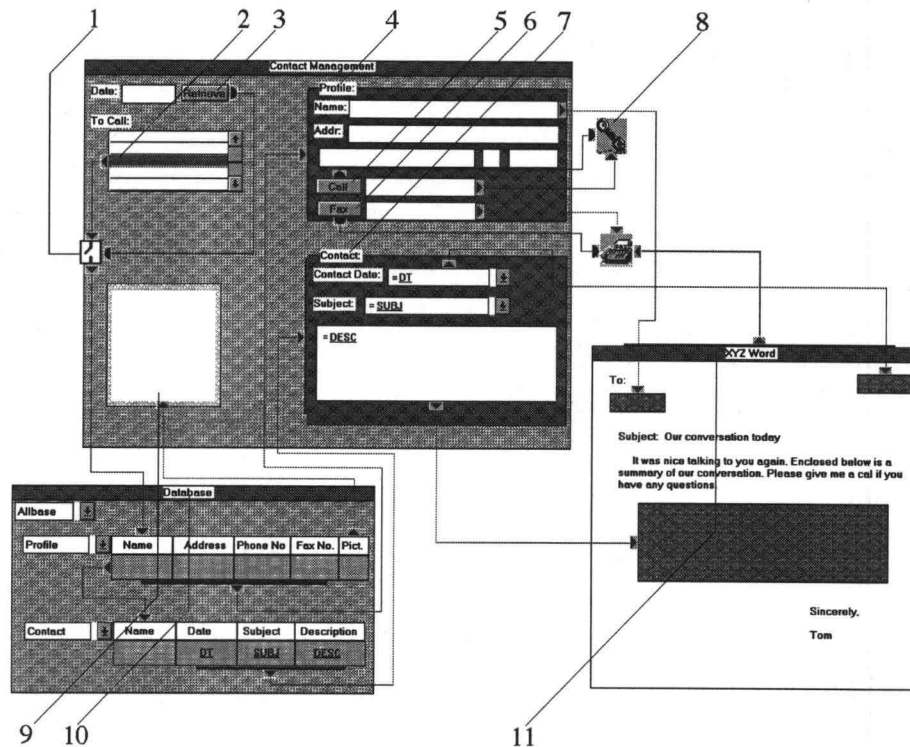 1 2 3 4 5 6 7 8
Contact Management
Date: Retrieve
To Call:
Profile:
Name:
Addr:
Call
Fax
FAX
Contact:
Contact Date: =DT
Subject: =SUBJ
=DESC
XYZ Word
To:
Subject: Our conversation today
It was nice talking to you again. Enclosed below is a
summary of our conversation. Please give me a cal if you
have any questions.
Sincerely,
Tom
Database
Allbase
Profile Name Address Phone No Fax No. Pict.
Contact Name Date Subject Description
DT SUBJ DESC
9 10 11